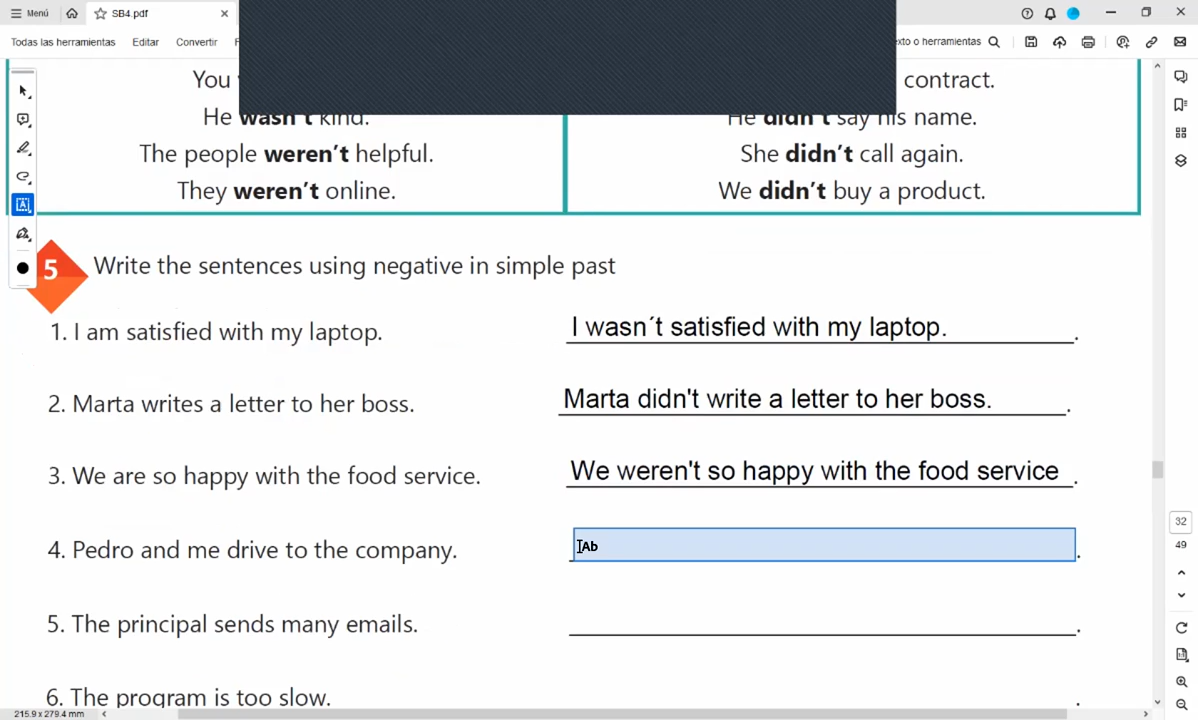 Menú SB4.pdf
Todas las herramientas Editar Convertir exto o herramientas
You contract.
He wasn't kind. He didn't say his name.
The people weren't helpful. She didn't call again.
They weren't online. We didn't buy a product.
5 Write the sentences using negative in simple past
1. I am satisfied with my laptop. I wasn´t satisfied with my laptop. .
2. Marta writes a letter to her boss. Marta didn't write a letter to her boss. .
3. We are so happy with the food service. We weren't so happy with the food service .
4. Pedro and me drive to the company. Ab .
5. The principal sends many emails. .
6. The program is too slow. .
32
49
215.9 x 279.4 mm